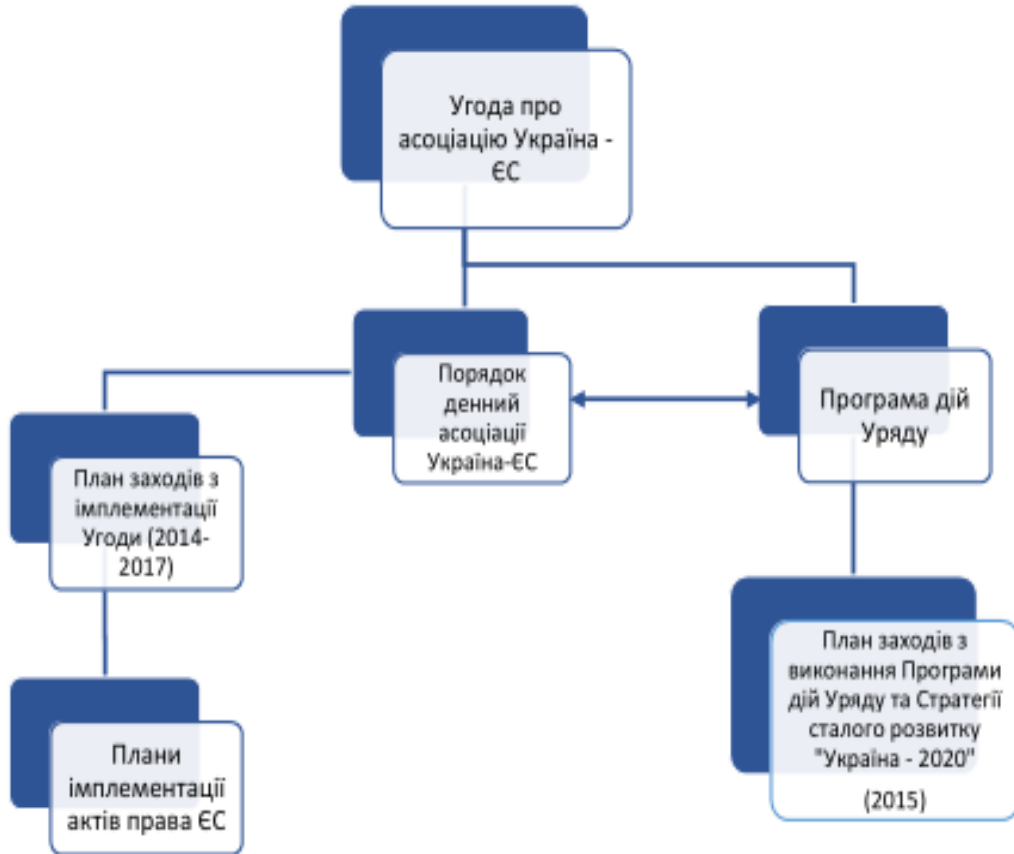 Угода про
асоціацію Україна -
ЄС
Порядок
денний
асоціації
Україна-ЄС
Програма дій
Уряду
План заходів з
імплементації
Угоди (2014-
2017)
План заходів з
виконання Програми
дій Уряду та Стратегії
сталого розвитку
"Україна - 2020"
(2015)
Плани
імплементації
актів права ЄС